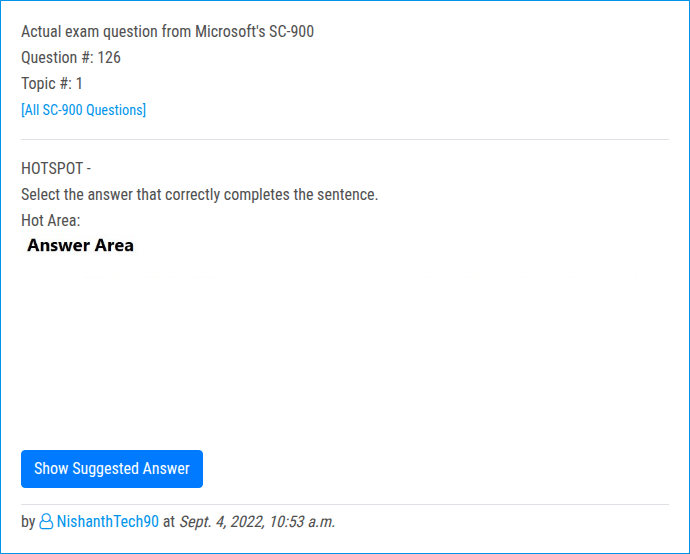 Actual exam question from Microsoft's SC-900
Question #: 126
Topic #: 1
[All SC-900 Questions]
HOTSPOT -
Select the answer that correctly completes the sentence.
Hot Area:
Answer Area
Show Suggested Answer
by NishanthTech90 at Sept. 4, 2022, 10:53 a.m.